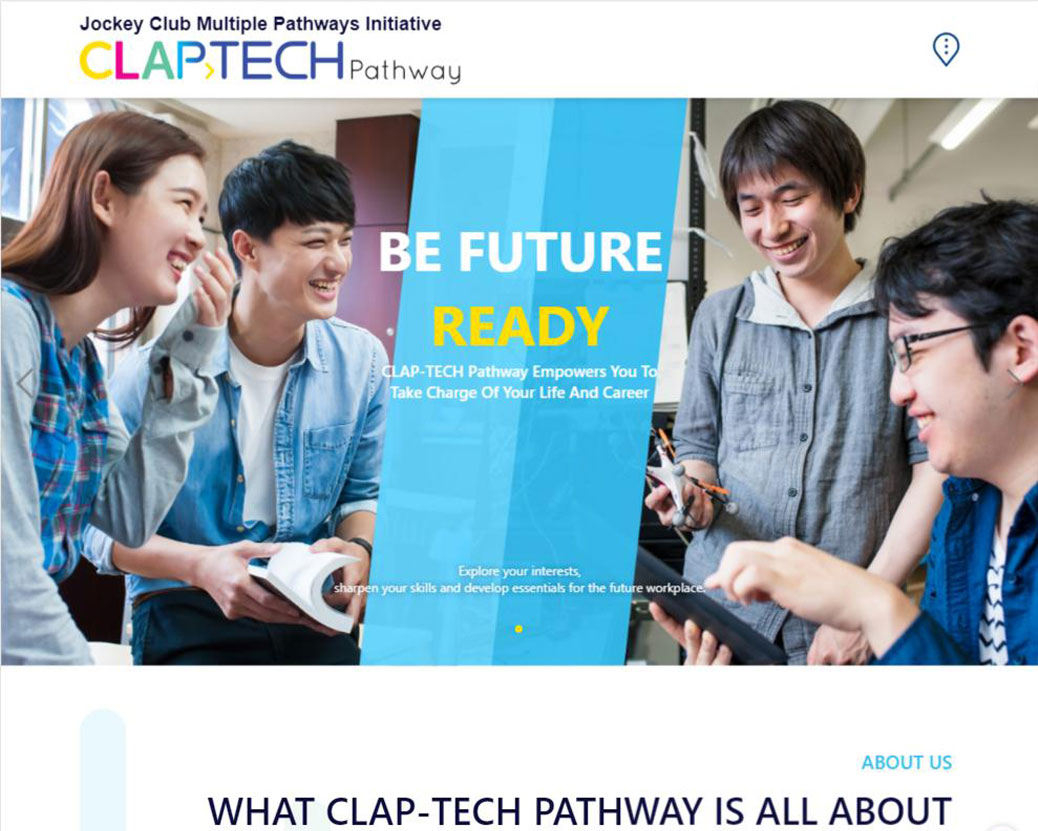 Jockey Club Multiple Pathways Initiative
CLAP›TECH Pathway
BE FUTURE
READY
CLAP-TECH Pathway Empowers You To
Take Charge Of Your Life And Career
Explore your interests,
sharpen your skills and develop essentials for the future workplace.
ABOUT US
WHAT CLAP-TECH PATHWAY IS ALL ABOUT